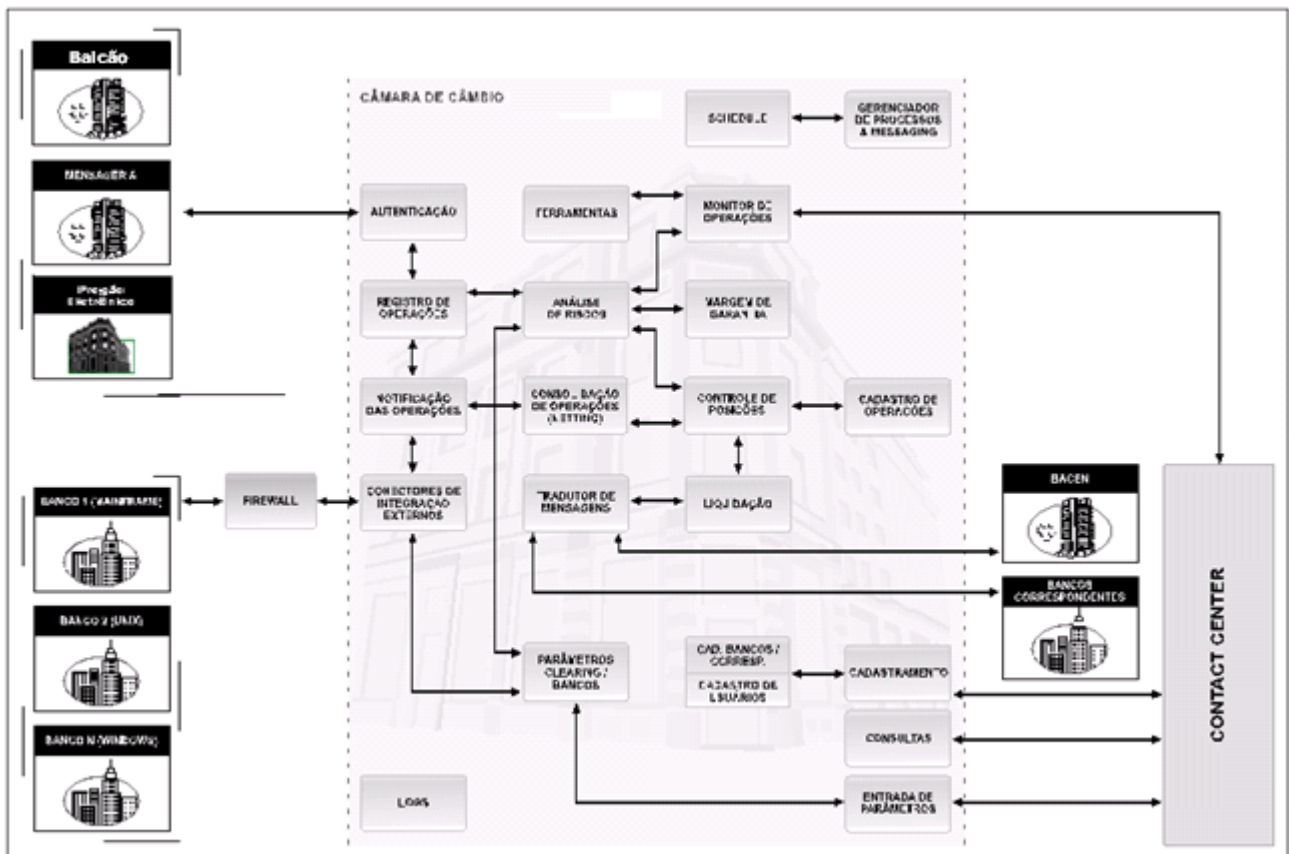 Balcão
MENSAGERIA
Pregão
Eletrônico
BANCO 1 (MAINFRAME)
BANCO 2 (UNIX)
BANCO N (WINDOWS)
FIREWALL
CÂMARA DE CÂMBIO
SCHEDULE
GERENCIADOR
DE PROCESSOS
& MESSAGING
AUTENTICAÇÃO
FERRAMENTAS
MONITOR DE
OPERAÇÕES
REGISTRO DE
OPERAÇÕES
ANÁLISE
DE RISCOS
MARGEM DE
GARANTIA
NOTIFICAÇÃO
DAS OPERAÇÕES
CONSOLIDAÇÃO
DE OPERAÇÕES
(NETTING)
CONTROLE DE
POSIÇÕES
CADASTRO DE
OPERAÇÕES
CONECTORES DE
INTEGRAÇÃO
EXTERNOS
TRADUTOR DE
MENSAGENS
LIQUIDAÇÃO
BACEN
BANCOS
CORRESPONDENTES
PARÂMETROS
CLEARING /
BANCOS
CAD. BANCOS /
CORRESP.
CADASTRO DE
USUÁRIOS
CADASTRAMENTO
CONSULTAS
LOGS
ENTRADA DE
PARÂMETROS
CONTACT CENTER